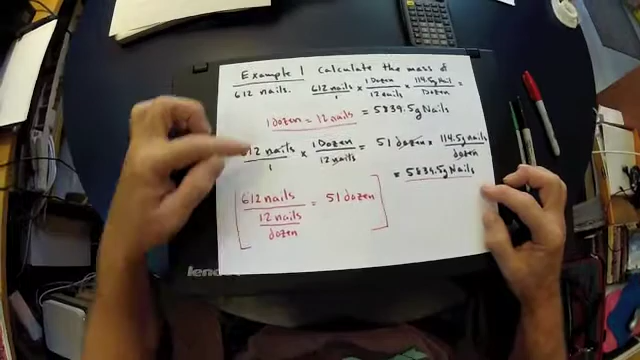 Example 1 Calculate the mass of
612 nails. 612 nails/1 × 1 Dozen/12 nails × 114.5g Nail/1 Dozen =
1 Dozen = 12 nails = 5839.5g Nails
612 nails/1 × 1 Dozen/12 nails = 51 dozen × 114.5g nails/dozen
= 5839.5g Nails
[612 nails/(12 nails/dozen) = 51 dozen]
lenovo